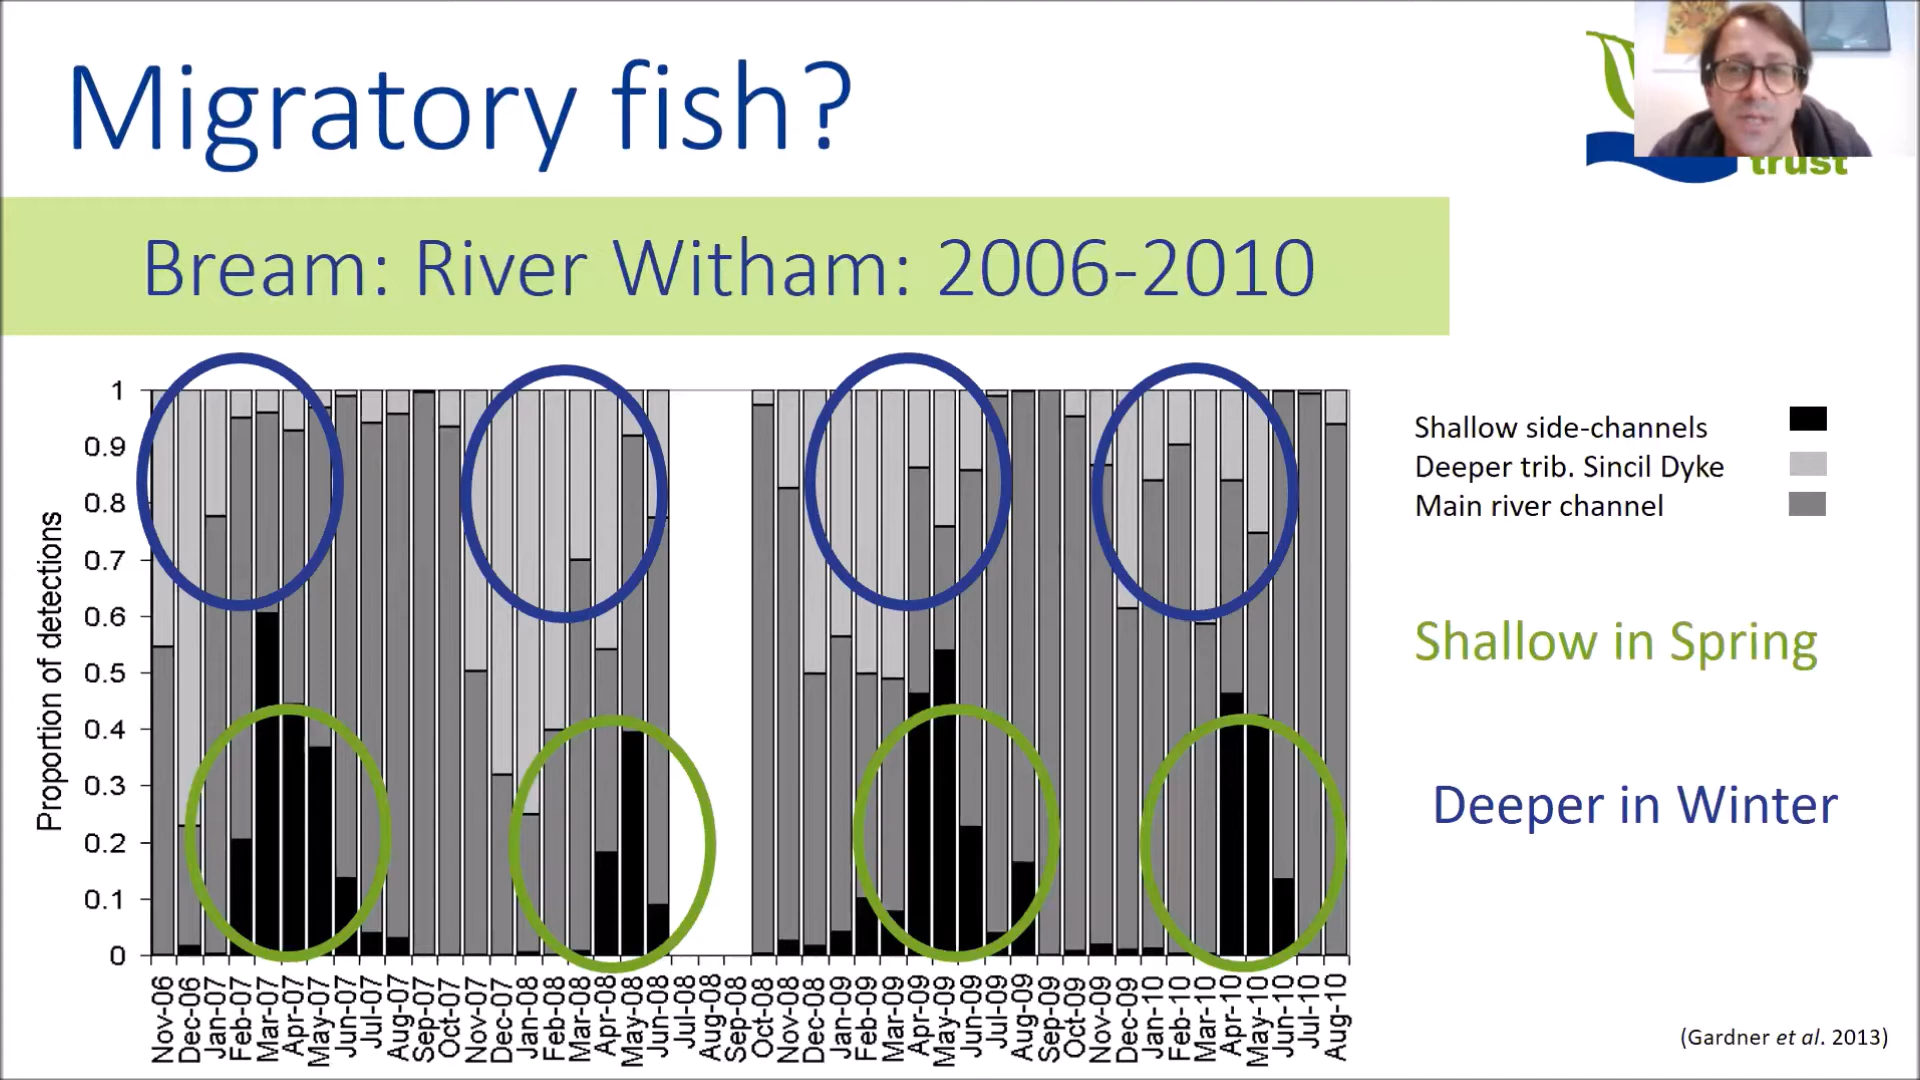 Migratory fish?
trust
Bream: River Witham: 2006-2010
Proportion of detections
1
0.9
0.8
0.7
0.6
0.5
0.4
0.3
0.2
0.1
0
Nov-06
Dec-06
Jan-07
Feb-07
Mar-07
Apr-07
May-07
Jun-07
Jul-07
Aug-07
Sep-07
Oct-07
Nov-07
Dec-07
Jan-08
Feb-08
Mar-08
Apr-08
May-08
Jun-08
Jul-08
Aug-08
Sep-08
Oct-08
Nov-08
Dec-08
Jan-09
Feb-09
Mar-09
Apr-09
May-09
Jun-09
Jul-09
Aug-09
Sep-09
Oct-09
Nov-09
Dec-09
Jan-10
Feb-10
Mar-10
Apr-10
May-10
Jun-10
Jul-10
Aug-10
Shallow side-channels
Deeper trib. Sincil Dyke
Main river channel
Shallow in Spring
Deeper in Winter
(Gardner et al. 2013)